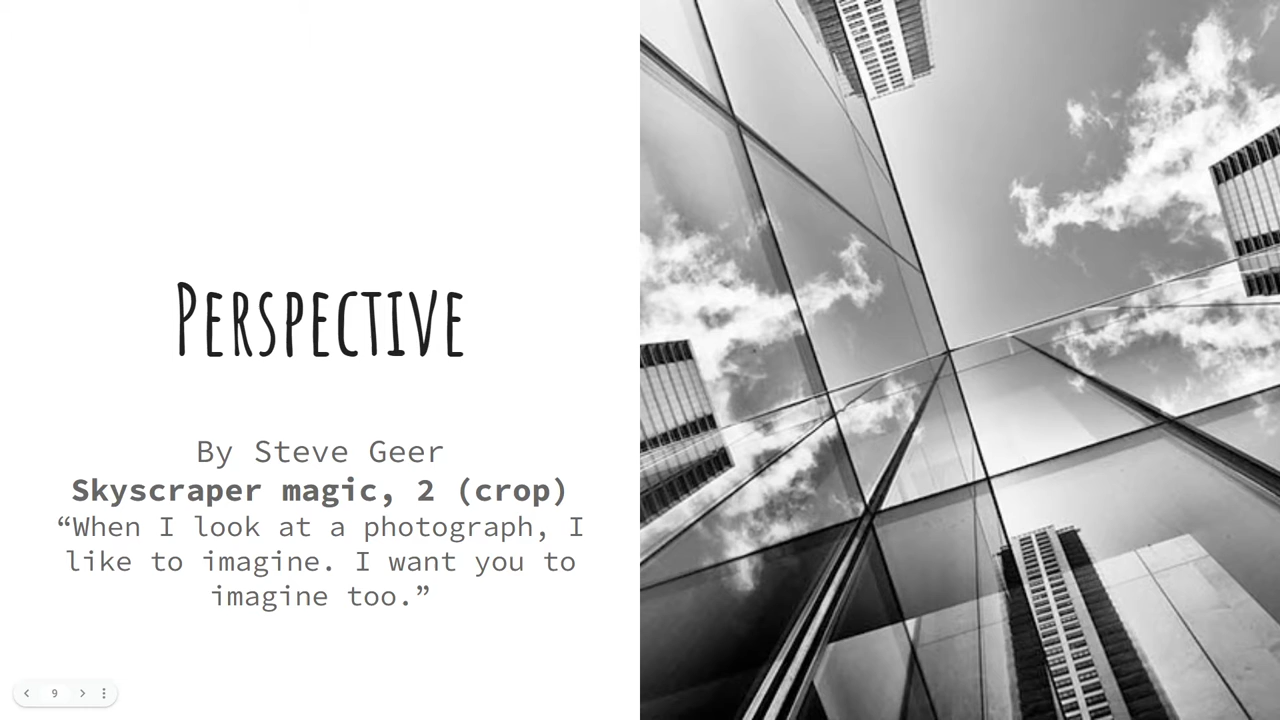 Perspective
By Steve Geer
Skyscraper magic, 2 (crop)
“When I look at a photograph, I
like to imagine. I want you to
imagine too.”
9